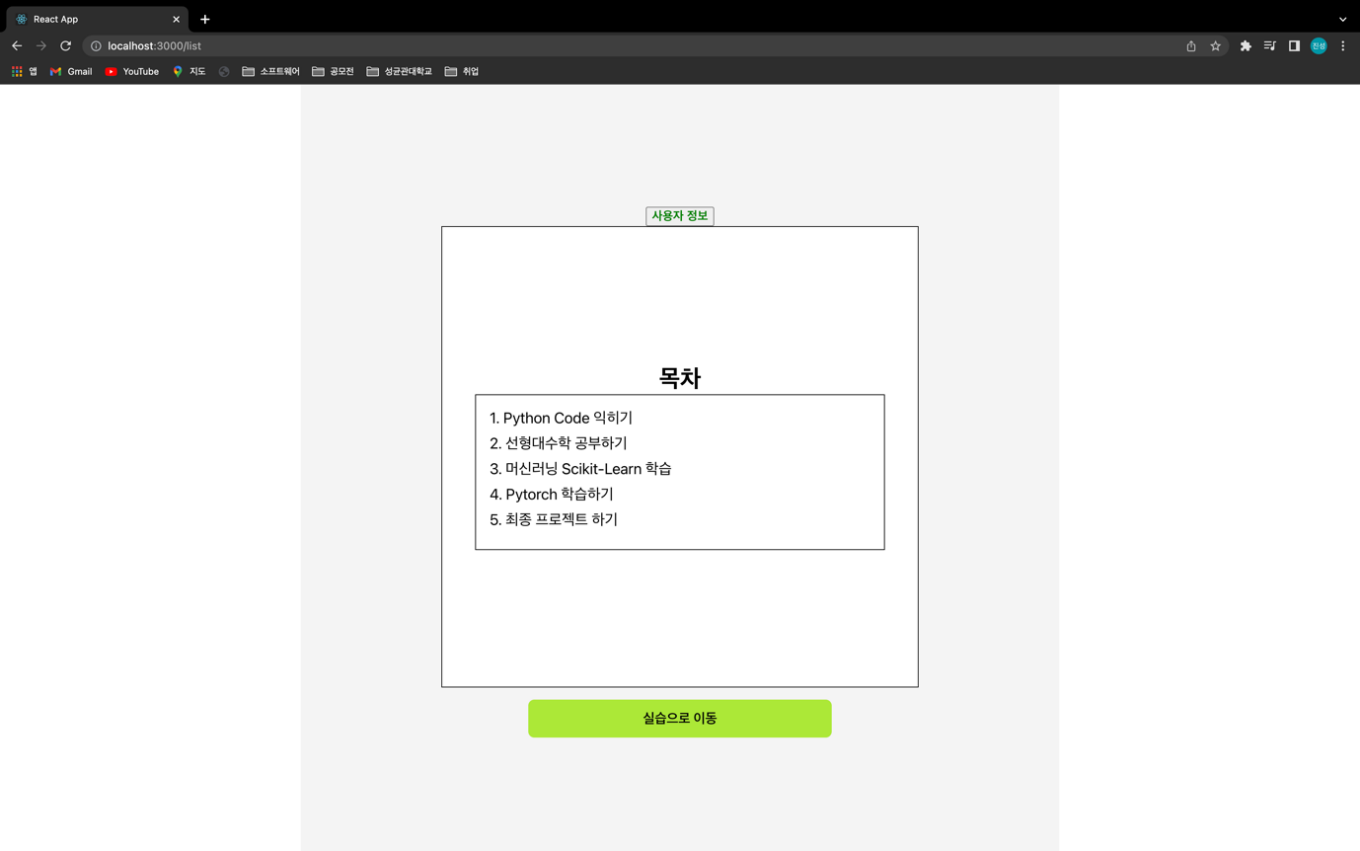 React App
localhost:3000/list
진성
앱 Gmail YouTube 지도 소프트웨어 공모전 성균관대학교 취업
사용자 정보
목차
1. Python Code 익히기
2. 선형대수학 공부하기
3. 머신러닝 Scikit-Learn 학습
4. Pytorch 학습하기
5. 최종 프로젝트 하기
실습으로 이동